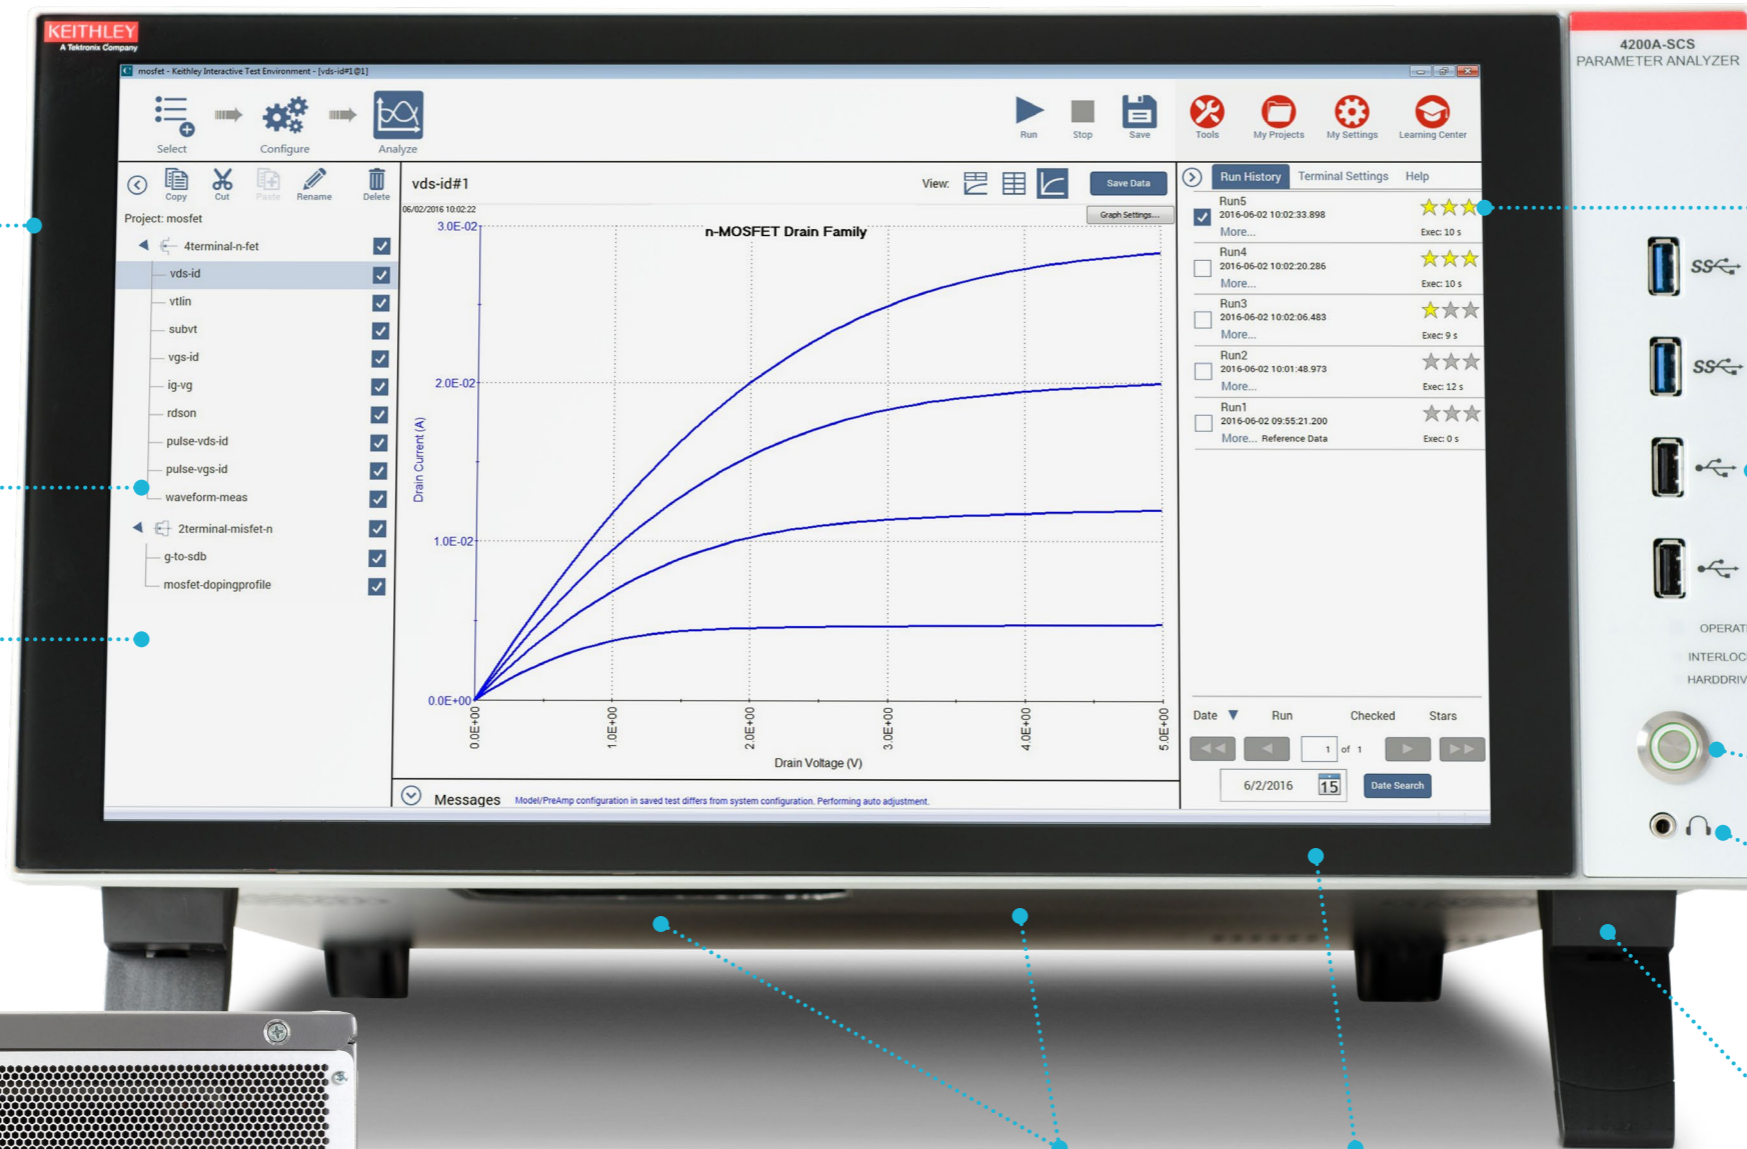 KEITHLEY
A Tektronix Company
4200A-SCS
PARAMETER ANALYZER
mosfet - Keithley Interactive Test Environment - [vds-id#1@1]
Select
Configure
Analyze
Run
Stop
Save
Tools
My Projects
My Settings
Learning Center
Copy
Cut
Paste
Rename
Delete
Project: mosfet
4terminal-n-fet
vds-id
vtlin
subvt
vgs-id
ig-vg
rdson
pulse-vds-id
pulse-vgs-id
waveform-meas
2terminal-misfet-n
g-to-sdb
mosfet-dopingprofile
vds-id#1
View:
Save Data
06/02/2016 10:02:22
Graph Settings...
n-MOSFET Drain Family
3.0E-02
2.0E-02
1.0E-02
0.0E+00
Drain Current (A)
0.0E+00
1.0E+00
2.0E+00
3.0E+00
4.0E+00
5.0E+00
Drain Voltage (V)
Messages Model/PreAmp configuration in saved test differs from system configuration. Performing auto adjustment.
Run History
Terminal Settings
Help
Run5
2016-06-02 10:02:33.898
More... Exec: 10 s
Run4
2016-06-02 10:02:20.286
More... Exec: 10 s
Run3
2016-06-02 10:02:06.483
More... Exec: 9 s
Run2
2016-06-02 10:01:48.973
More... Exec: 12 s
Run1
2016-06-02 09:55:21.200
More... Reference Data Exec: 0 s
Date Run Checked Stars
1 of 1
6/2/2016 15 Date Search
SS
SS
OPERAT
INTERLOC
HARDDRIV